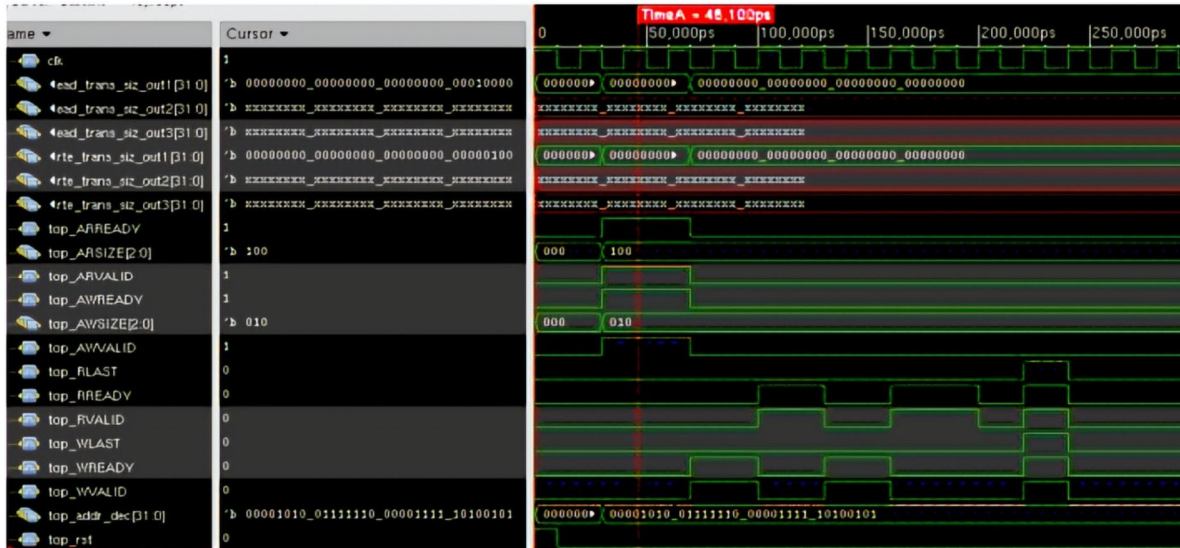 TimeA = 48,100ps
ame Cursor 0 50,000ps 100,000ps 150,000ps 200,000ps 250,000ps
clk 1
ead_trans_siz_out1[31:0] 'b 00000000_00000000_00000000_00010000 000000 00000000 00000000_00000000_00000000_00000000
ead_trans_siz_out2[31:0] 'b xxxxxxxx_xxxxxxxx_xxxxxxxx_xxxxxxxx xxxxxxxx_xxxxxxxx_xxxxxxxx_xxxxxxxx
ead_trans_siz_out3[31:0] 'b xxxxxxxx_xxxxxxxx_xxxxxxxx_xxxxxxxx xxxxxxxx_xxxxxxxx_xxxxxxxx_xxxxxxxx
rte_trans_siz_out1[31:0] 'b 00000000_00000000_00000000_00000100 000000 00000000 00000000_00000000_00000000_00000000
rte_trans_siz_out2[31:0] 'b xxxxxxxx_xxxxxxxx_xxxxxxxx_xxxxxxxx xxxxxxxx_xxxxxxxx_xxxxxxxx_xxxxxxxx
rte_trans_siz_out3[31:0] 'b xxxxxxxx_xxxxxxxx_xxxxxxxx_xxxxxxxx xxxxxxxx_xxxxxxxx_xxxxxxxx_xxxxxxxx
top_ARREADY 1
top_ARSIZE[2:0] 'b 100 000 100
top_ARVALID 1
top_AWREADY 1
top_AWSIZE[2:0] 'b 010 000 010
top_AWVALID 1
top_RLAST 0
top_RREADY 0
top_RVALID 0
top_WLAST 0
top_WREADY 0
top_WVALID 0
top_addr_dec[31:0] 'b 00001010_01111110_00001111_10100101 000000 00001010_01111110_00001111_10100101
top_rst 0